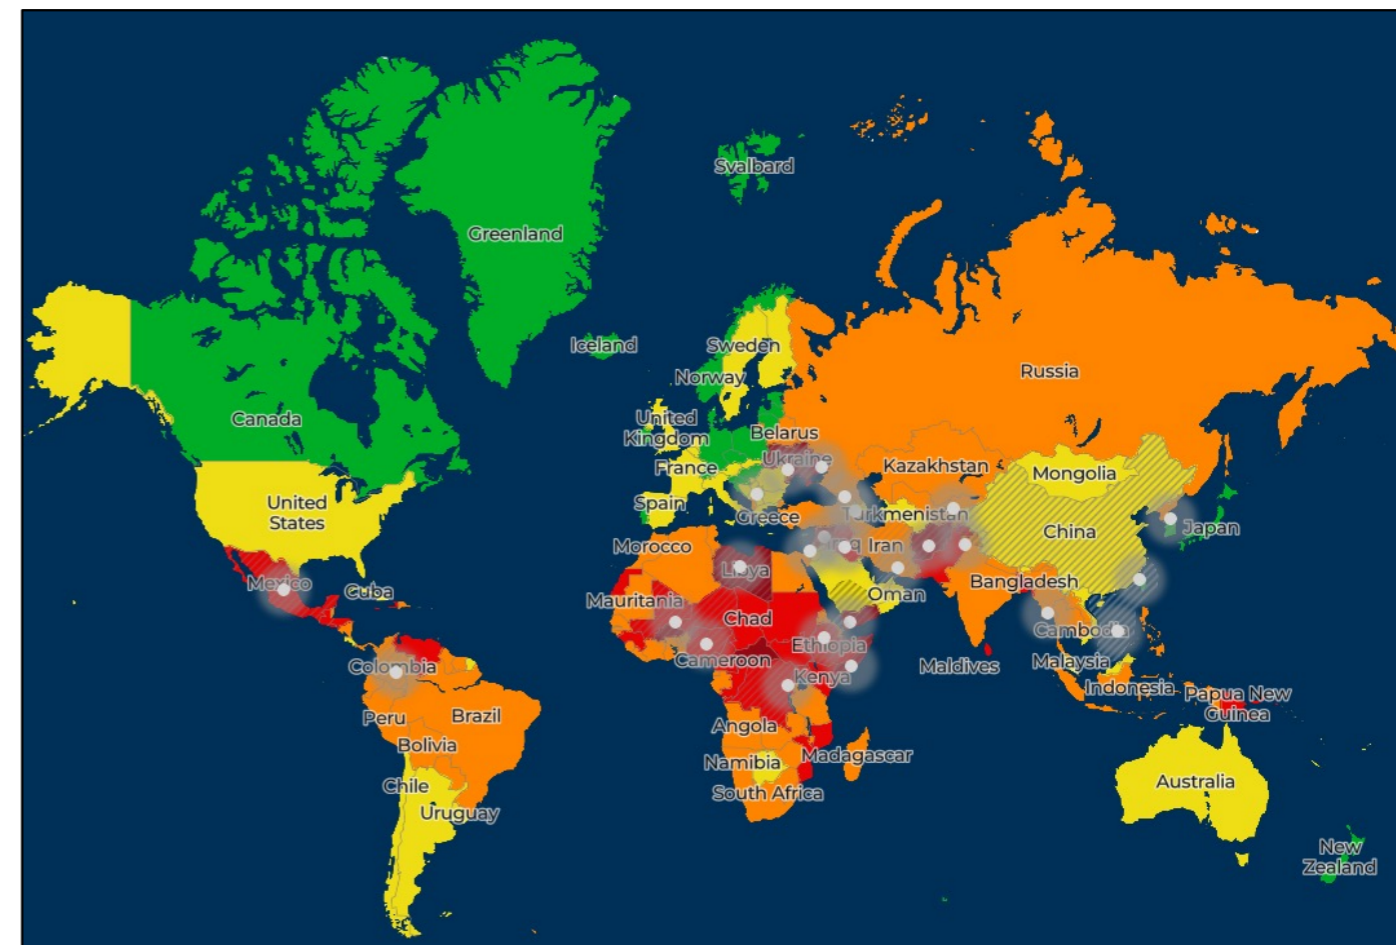 Svalbard
Greenland
Iceland
Sweden
Russia
Norway
Canada
United
Kingdom
Belarus
Ukraine
France
Kazakhstan
Mongolia
United
States
Spain
Greece
Turkmenistan
China
Japan
Morocco
Iran
Libya
Mexico
Cuba
Bangladesh
Oman
Mauritania
Chad
Cambodia
Ethiopia
Cameroon
Colombia
Kenya
Maldives
Malaysia
Indonesia
Papua New
Guinea
Peru
Brazil
Angola
Bolivia
Namibia
Madagascar
Chile
South Africa
Uruguay
Australia
New
Zealand